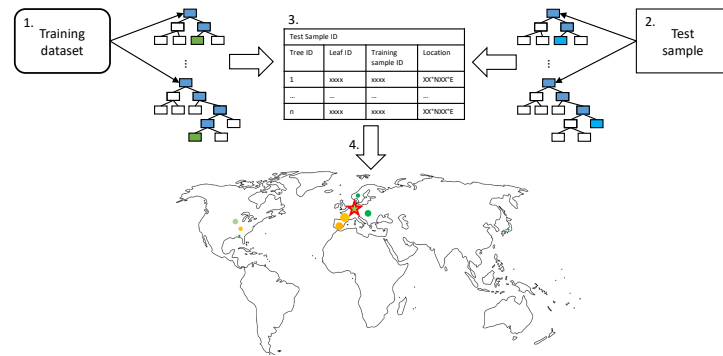 1.
Training
dataset
...
3.
Test Sample ID
Tree ID Leaf ID Training sample ID Location
1 xxxx xxxx XX°NXX°E
... ... ... ...
n xxxx xxxx XX°NXX°E
2.
Test
sample
...
4.